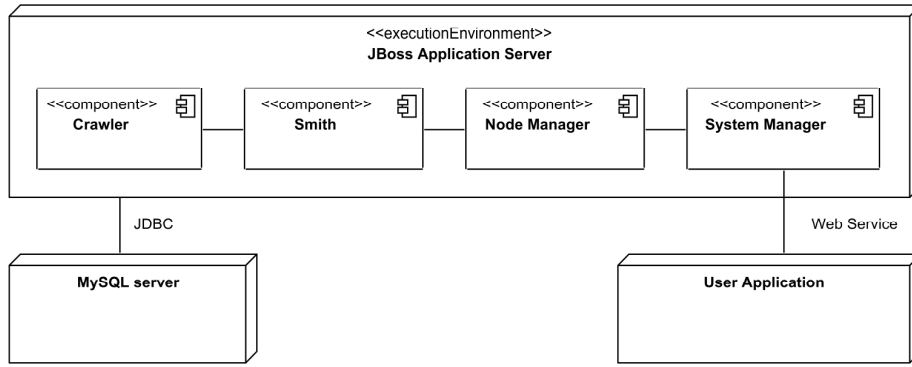 <<executionEnvironment>>
JBoss Application Server
<<component>>
Crawler
<<component>>
Smith
<<component>>
Node Manager
<<component>>
System Manager
JDBC
Web Service
MySQL server
User Application